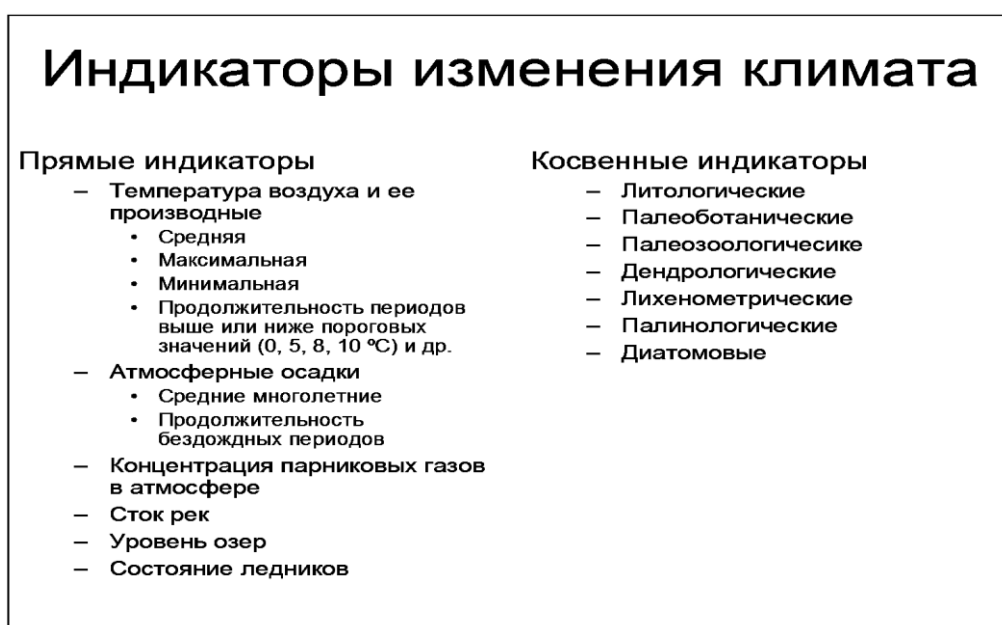 Индикаторы изменения климата
Прямые индикаторы
– Температура воздуха и ее
производные
• Средняя
• Максимальная
• Минимальная
• Продолжительность периодов
выше или ниже пороговых
значений (0, 5, 8, 10 ºС) и др.
– Атмосферные осадки
• Средние многолетние
• Продолжительность
бездождных периодов
– Концентрация парниковых газов
в атмосфере
– Сток рек
– Уровень озер
– Состояние ледников
Косвенные индикаторы
– Литологические
– Палеоботанические
– Палеозоологичесике
– Дендрологические
– Лихенометрические
– Палинологические
– Диатомовые